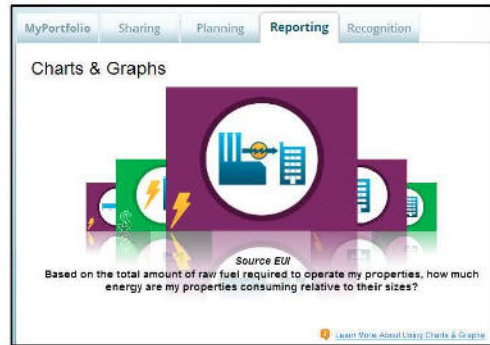 MyPortfolio
Sharing
Planning
Reporting
Recognition
Charts & Graphs
Source EUI
Based on the total amount of raw fuel required to operate my properties, how much
energy are my properties consuming relative to their sizes?
Learn More About Using Charts & Graphs